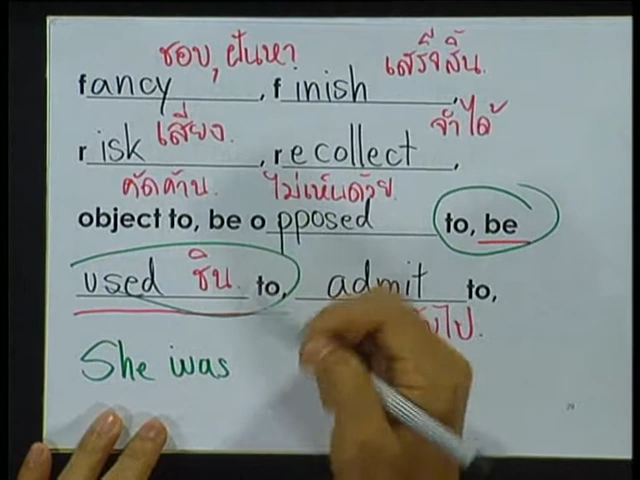 ชอบ, ฝันหา เสร็จสิ้น.
fancy, finish,
เสี่ยง. จำได้
risk, recollect,
คัดค้าน. ไม่เห็นด้วย.
object to, be opposed to, be
used ชิน to, admit to,
ไป.
She was